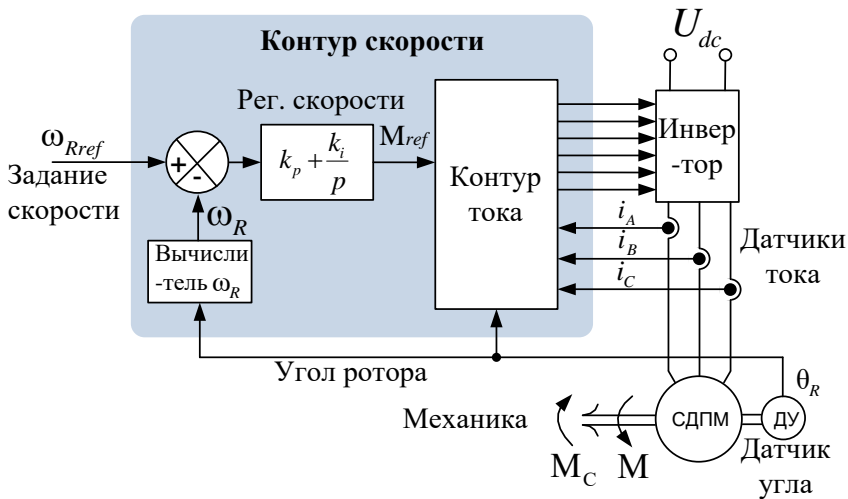 Контур скорости
U_dc
Рег. скорости
ω_Rref
Задание
скорости
+
-
k_p + k_i / p
M_ref
Контур
тока
Инвер
-тор
ω_R
Вычисли
-тель ω_R
i_A
i_B
i_C
Датчики
тока
Угол ротора
θ_R
Механика
M_C
M
СДПМ
ДУ
Датчик
угла